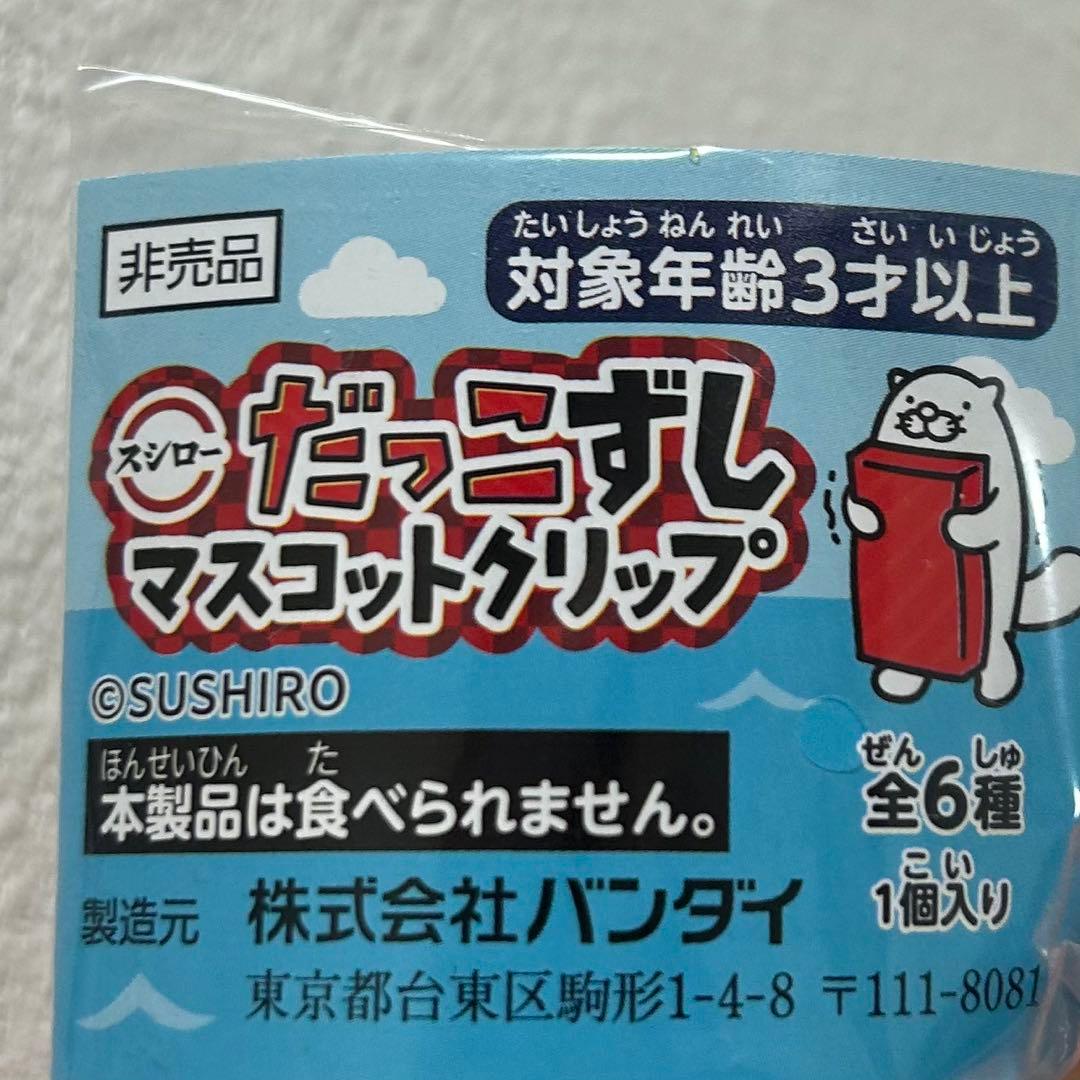 非売品
たいしょうねんれい さいいじょう
対象年齢3才以上
スシロー
だっこずし
マスコットクリップ
©SUSHIRO
ほんせいひん た
本製品は食べられません。
ぜん しゅ
全6種
こ い
1個入り
製造元 株式会社バンダイ
東京都台東区駒形1-4-8 〒111-8081